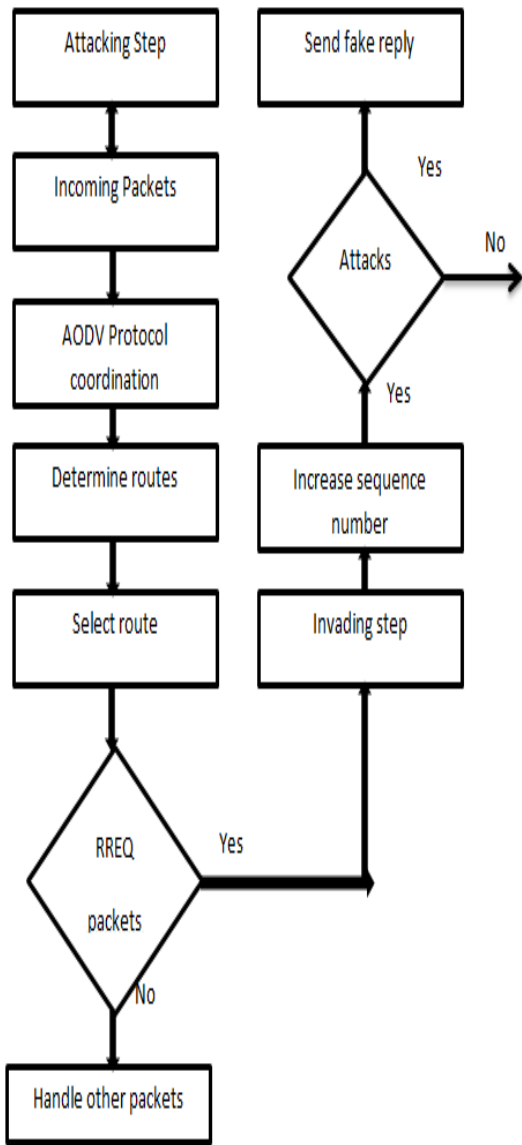 Attacking Step
Incoming Packets
AODV Protocol
coordination
Determine routes
Select route
RREQ
packets
Yes
No
Handle other packets
Send fake reply
Yes
Attacks
No
Yes
Increase sequence
number
Invading step